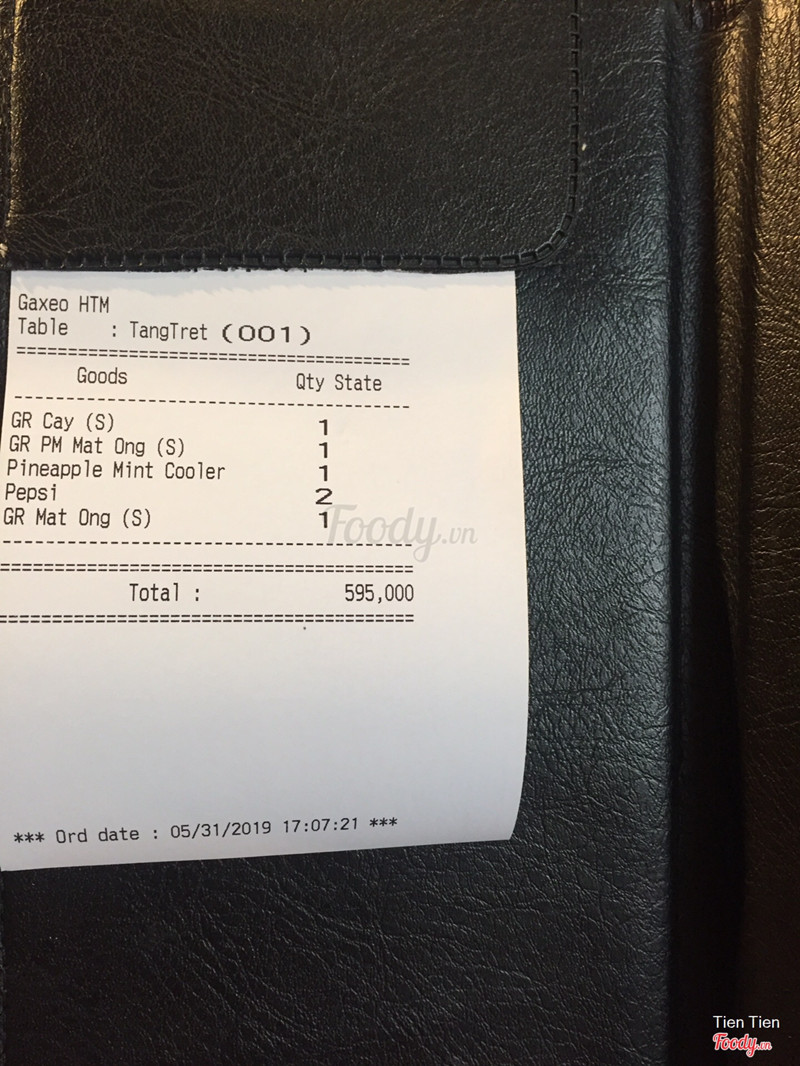 Gaxeo HTM
Table : TangTret (001)
========================================
Goods Qty State
----------------------------------------
GR Cay (S) 1
GR PM Mat Ong (S) 1
Pineapple Mint Cooler 1
Pepsi 2
GR Mat Ong (S) 1
----------------------------------------
========================================
Total : 595,000
========================================
*** Ord date : 05/31/2019 17:07:21 ***
Foody.vn
Tien Tien
Foody.vn